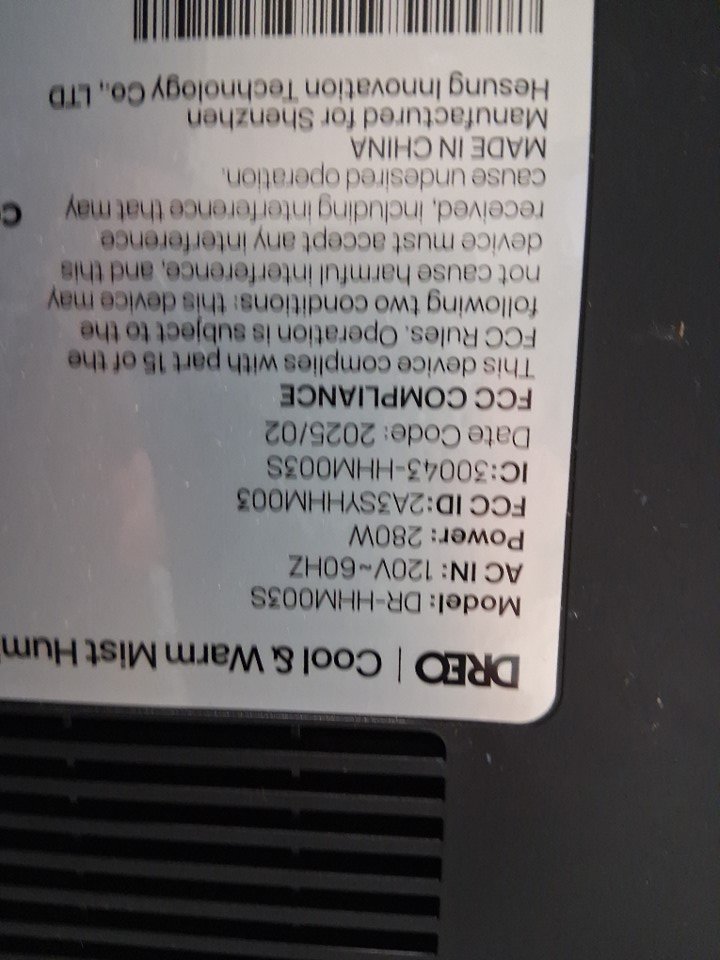 DREO | Cool & Warm Mist
Model: DR-HHM003S
AC IN: 120V~60HZ
Power: 280W
FCC ID:2A3SYHHM003
IC:30043-HHM003S
Date Code: 2025/02
FCC COMPLIANCE
This device complies with part 15 of the
FCC Rules. Operation is subject to the
following two conditions: this device may
not cause harmful interference, and this
device must accept any interference
received, including interference that may
cause undesired operation.
MADE IN CHINA
Manufactured for Shenzhen
Hesung Innovation Technology Co., LTD